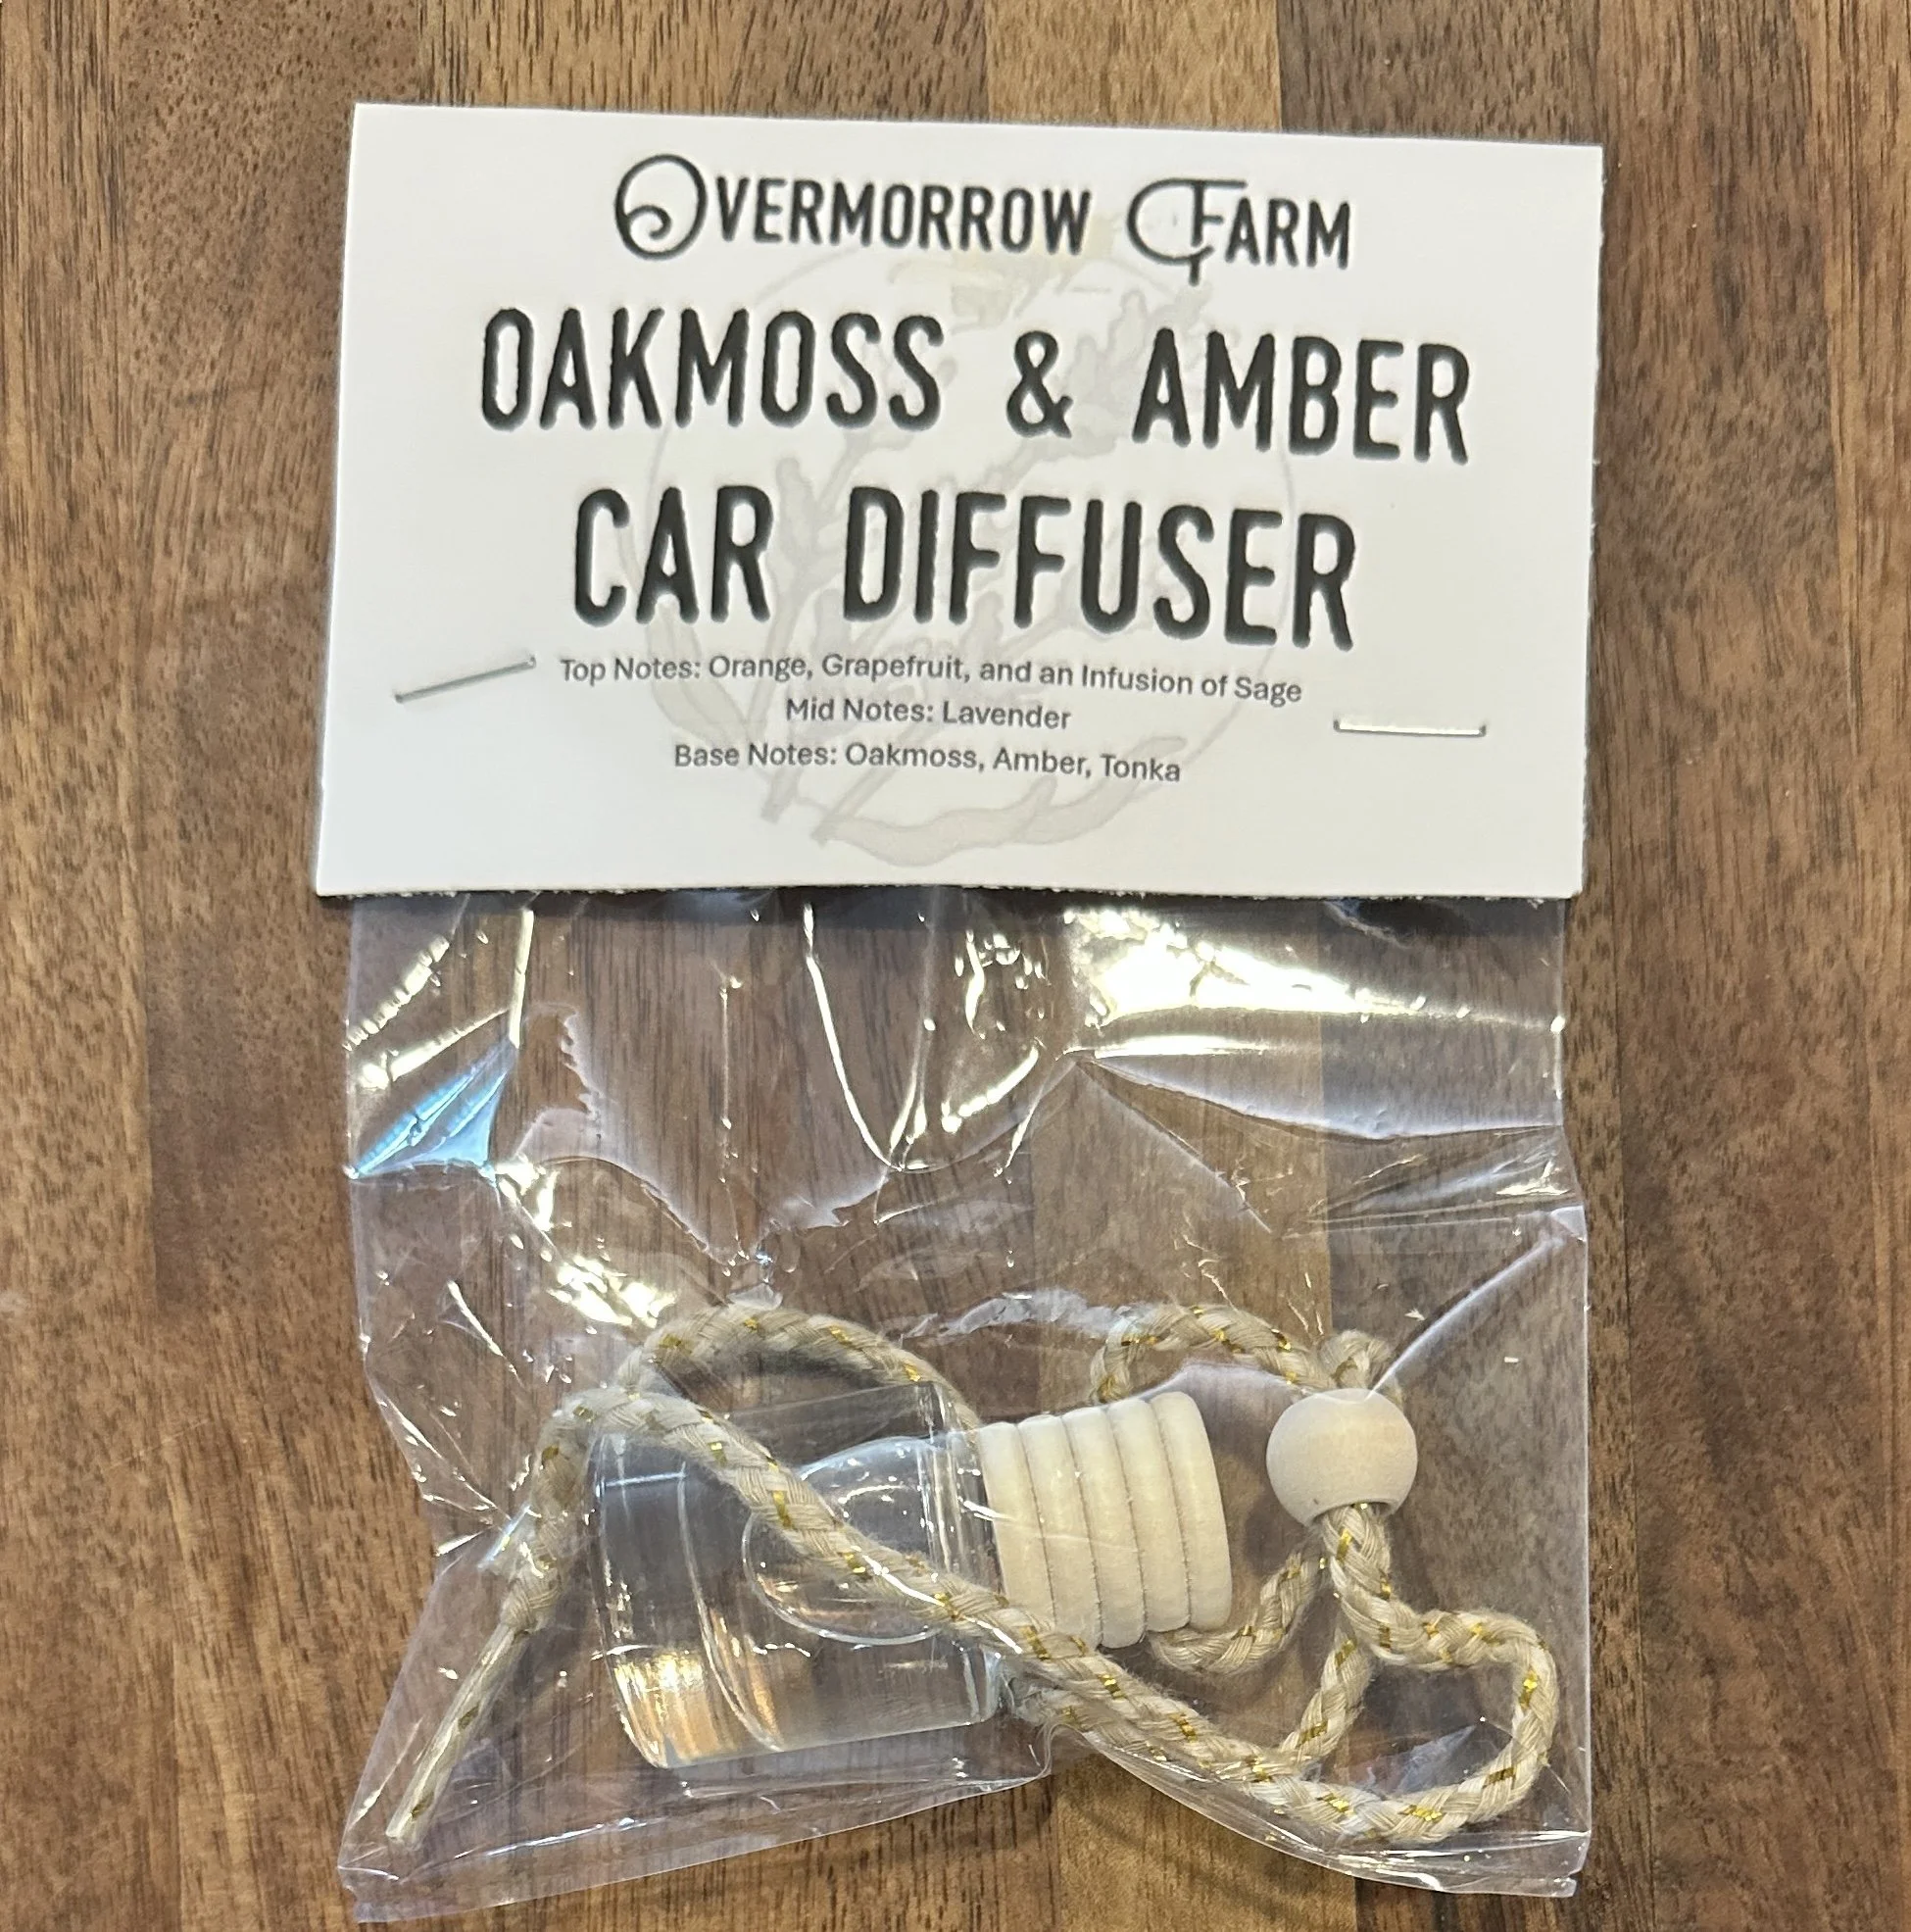 OVERMORROW FARM
OAKMOSS & AMBER
CAR DIFFUSER
Top Notes: Orange, Grapefruit, and an Infusion of Sage
Mid Notes: Lavender
Base Notes: Oakmoss, Amber, Tonka